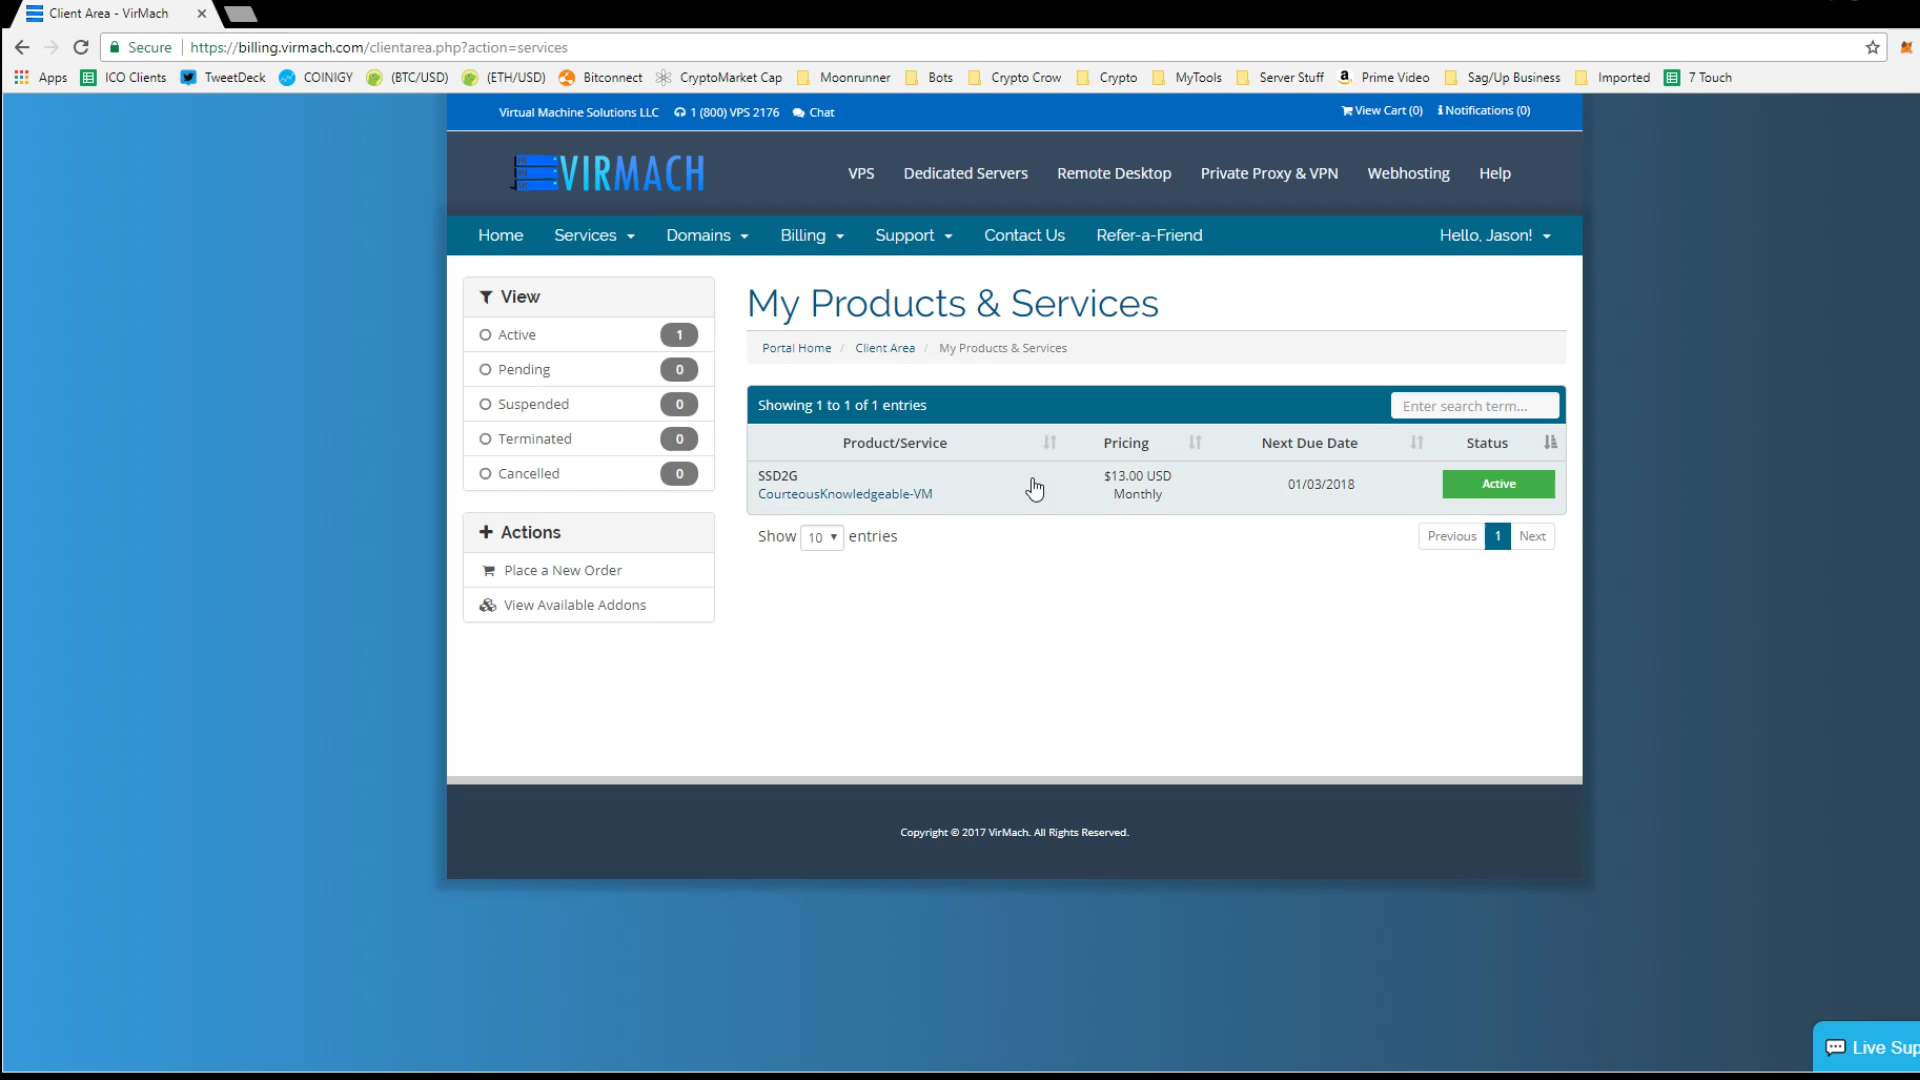 Client Area - VirMach
Secure https://billing.virmach.com/clientarea.php?action=services
Apps ICO Clients TweetDeck COINIGY (BTC/USD) (ETH/USD) Bitconnect CryptoMarket Cap Moonrunner Bots Crypto Crow Crypto MyTools Server Stuff Prime Video Sag/Up Business Imported 7 Touch
Virtual Machine Solutions LLC 1 (800) VPS 2176 Chat View Cart (0) Notifications (0)
VIRMACH VPS Dedicated Servers Remote Desktop Private Proxy & VPN Webhosting Help
Home Services Domains Billing Support Contact Us Refer-a-Friend Hello, Jason!
View
Active 1
Pending 0
Suspended 0
Terminated 0
Cancelled 0
Actions
Place a New Order
View Available Addons
My Products & Services
Portal Home / Client Area / My Products & Services
Showing 1 to 1 of 1 entries Enter search term...
Product/Service Pricing Next Due Date Status
SSD2G $13.00 USD 01/03/2018 Active
CourteousKnowledgeable-VM Monthly
Show 10 entries Previous 1 Next
Copyright © 2017 VirMach. All Rights Reserved.
Live Sup